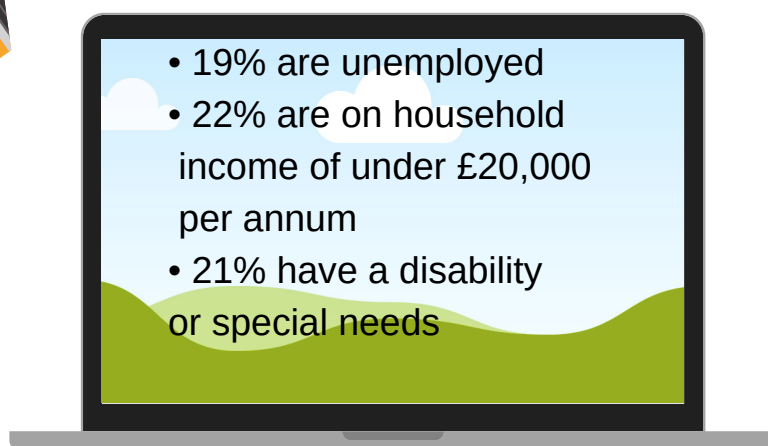 • 19% are unemployed
• 22% are on household
income of under £20,000
per annum
• 21% have a disability
or special needs